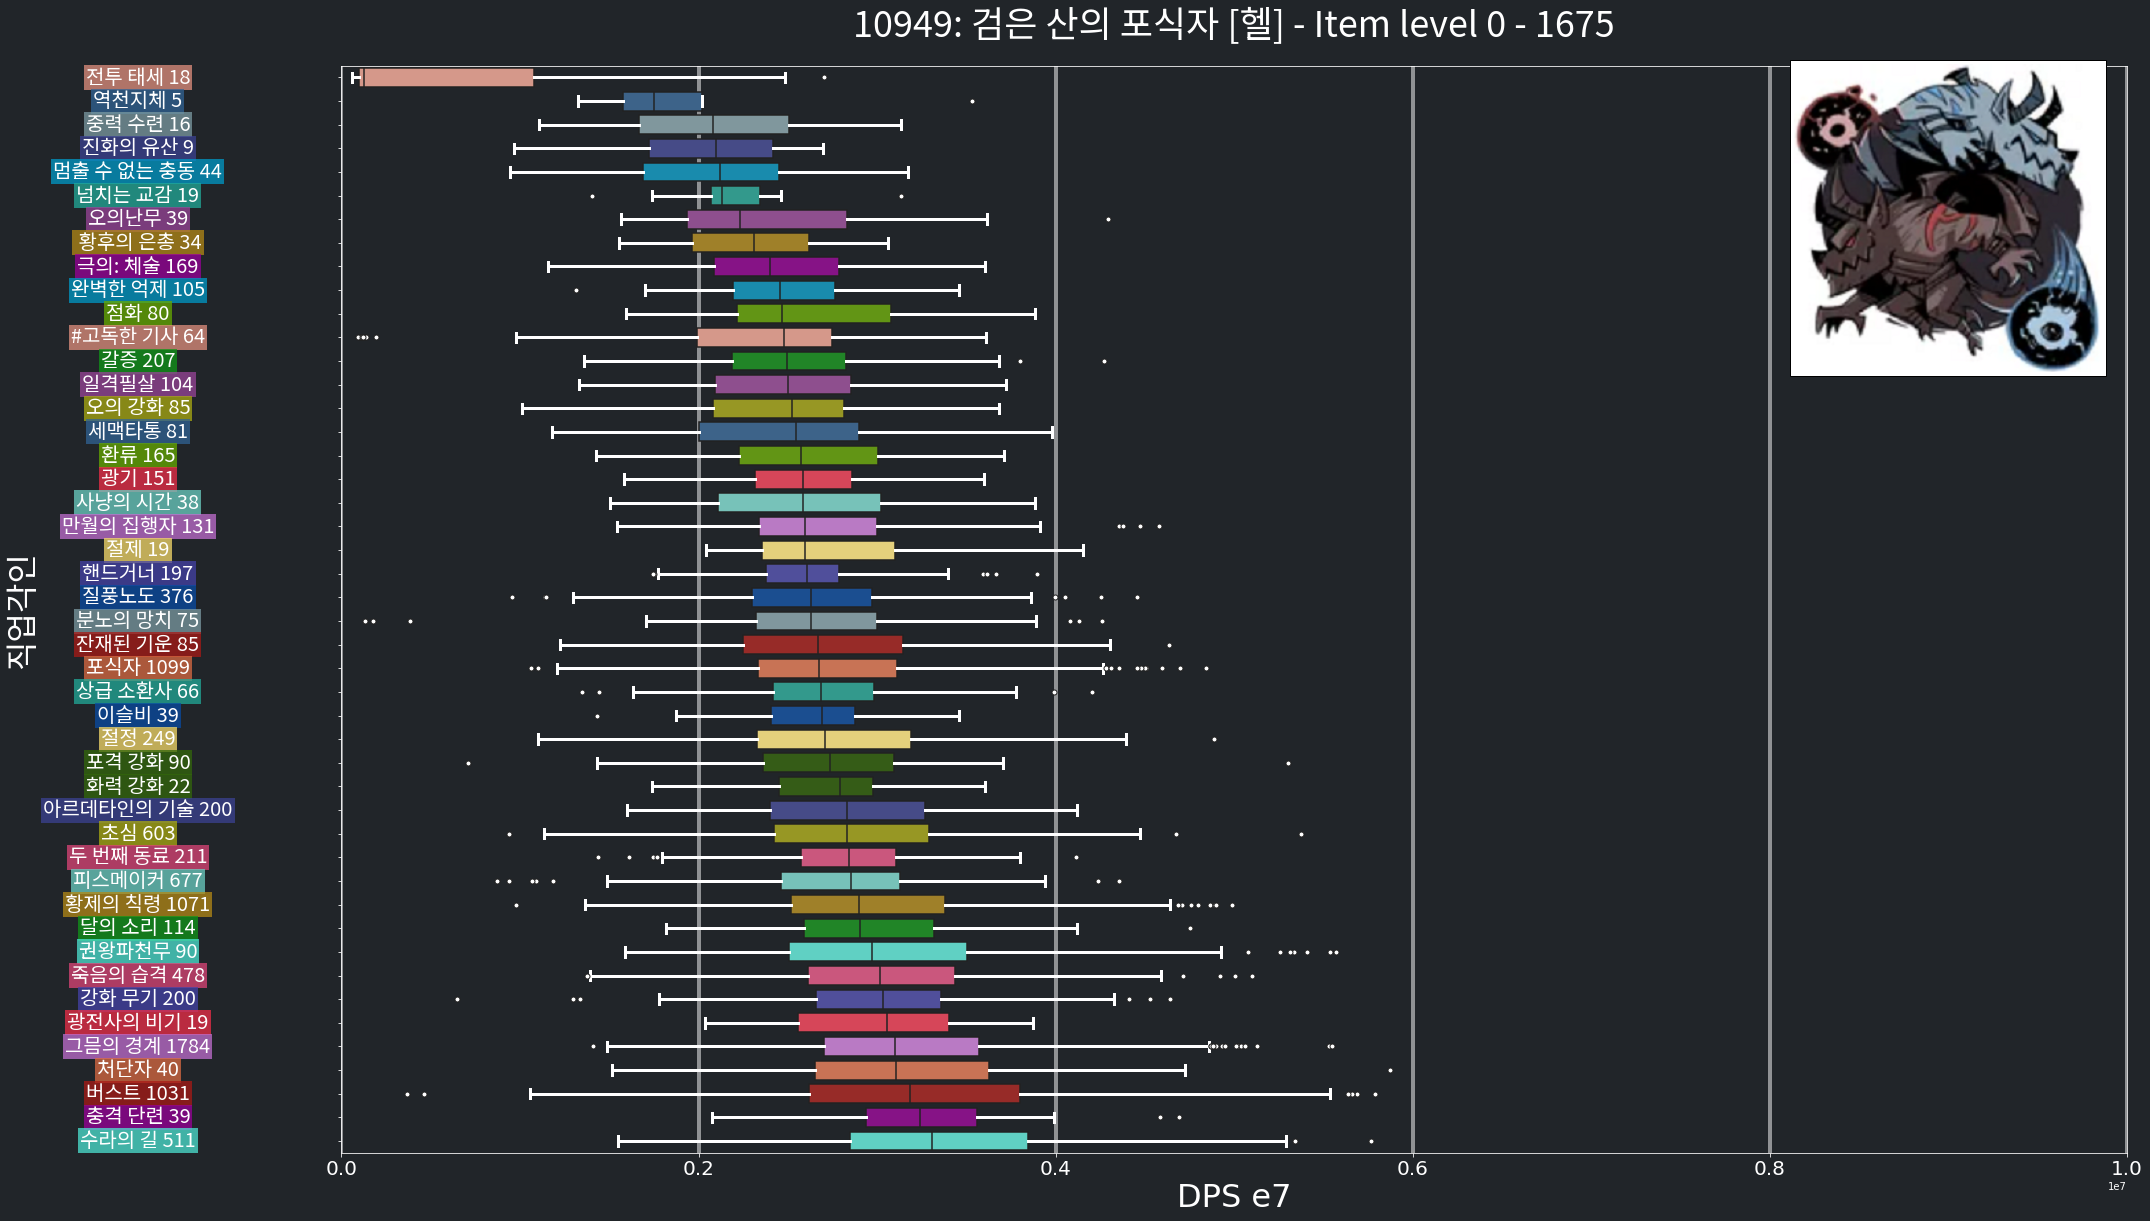 10949: 검은 산의 포식자 [헬] - Item level 0 - 1675
직업각인
전투 태세 18
역천지체 5
중력 수련 16
진화의 유산 9
멈출 수 없는 충동 44
넘치는 교감 19
오의난무 39
황후의 은총 34
극의: 체술 169
완벽한 억제 105
점화 80
#고독한 기사 64
갈증 207
일격필살 104
오의 강화 85
세맥타통 81
환류 165
광기 151
사냥의 시간 38
만월의 집행자 131
절제 19
핸드거너 197
질풍노도 376
분노의 망치 75
잔재된 기운 85
포식자 1099
상급 소환사 66
이슬비 39
절정 249
포격 강화 90
화력 강화 22
아르데타인의 기술 200
초심 603
두 번째 동료 211
피스메이커 677
황제의 칙령 1071
달의 소리 114
권왕파천무 90
죽음의 습격 478
강화 무기 200
광전사의 비기 19
그믐의 경계 1784
처단자 40
버스트 1031
충격 단련 39
수라의 길 511
0.0 0.2 0.4 0.6 0.8 1.0
1e7
DPS e7